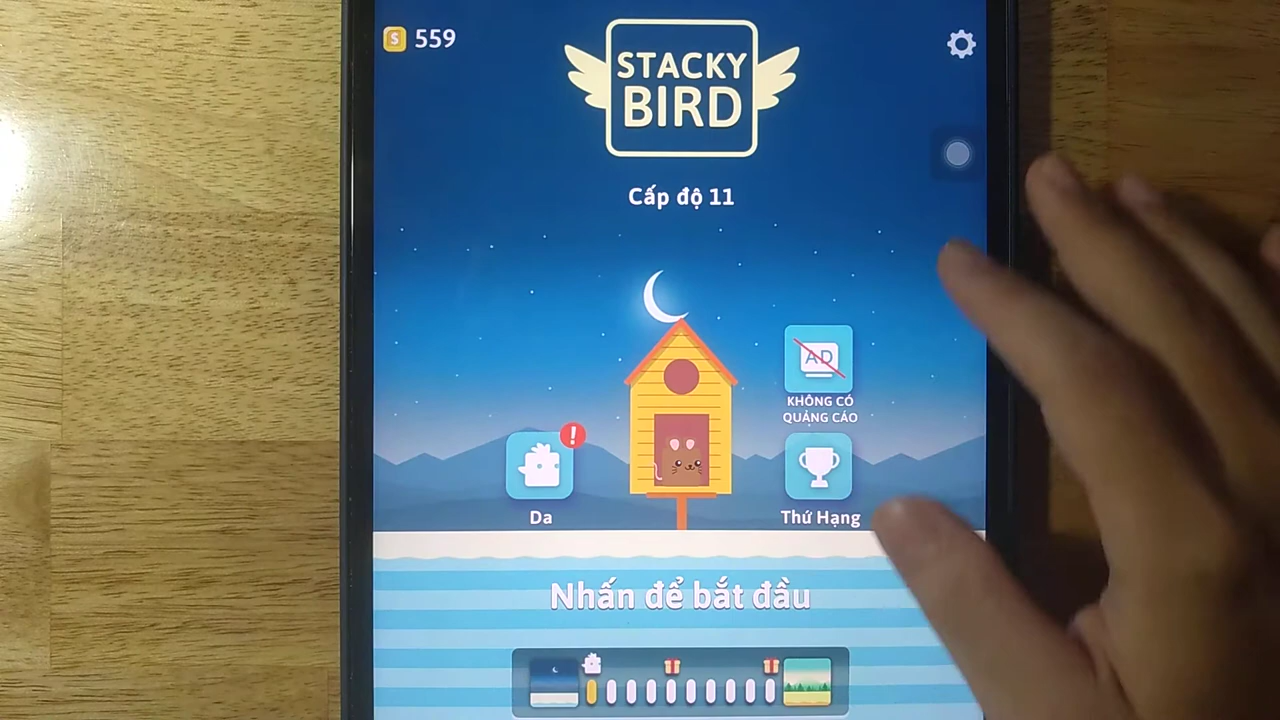 S 559
STACKY
BIRD
Cấp độ 11
AD
KHÔNG CÓ
QUẢNG CÁO
!
Da
Thứ Hạng
Nhấn để bắt đầu